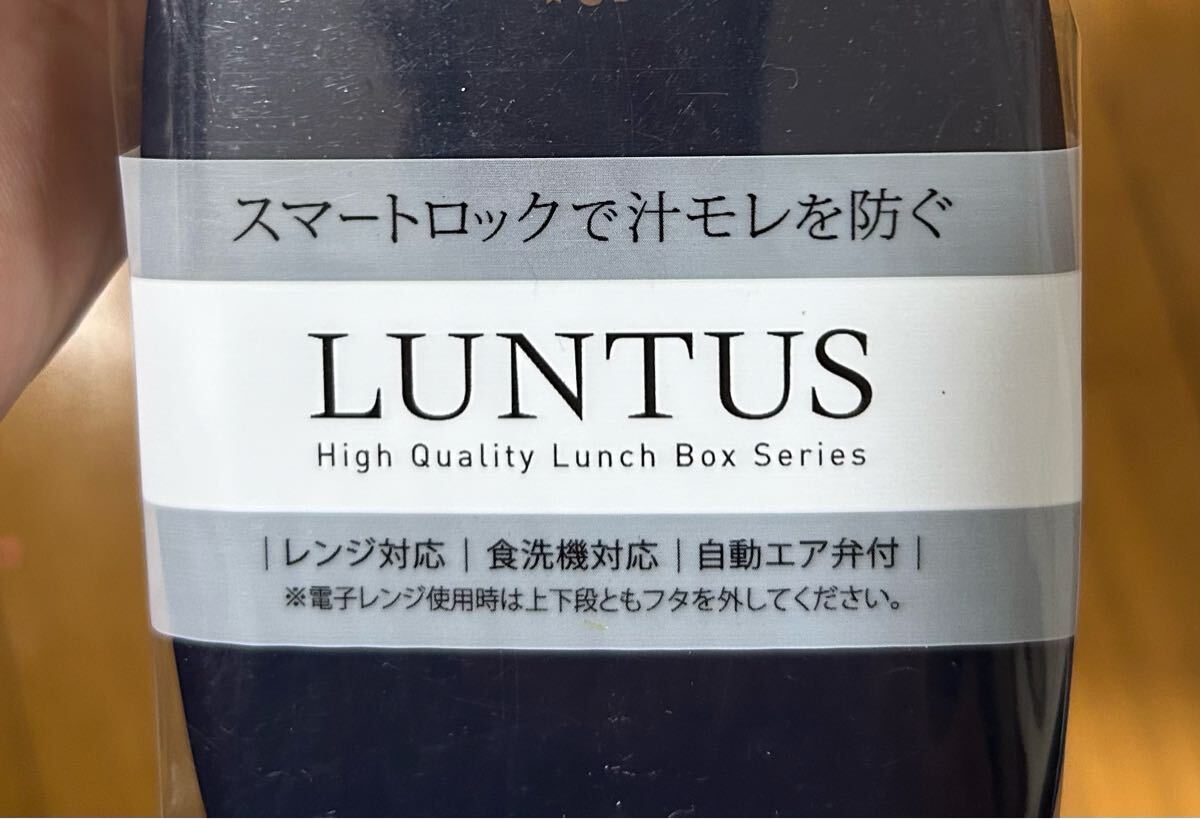 スマートロックで汁モレを防ぐ
LUNTUS
High Quality Lunch Box Series
|レンジ対応|食洗機対応|自動エア弁付|
※電子レンジ使用時は上下段ともフタを外してください。